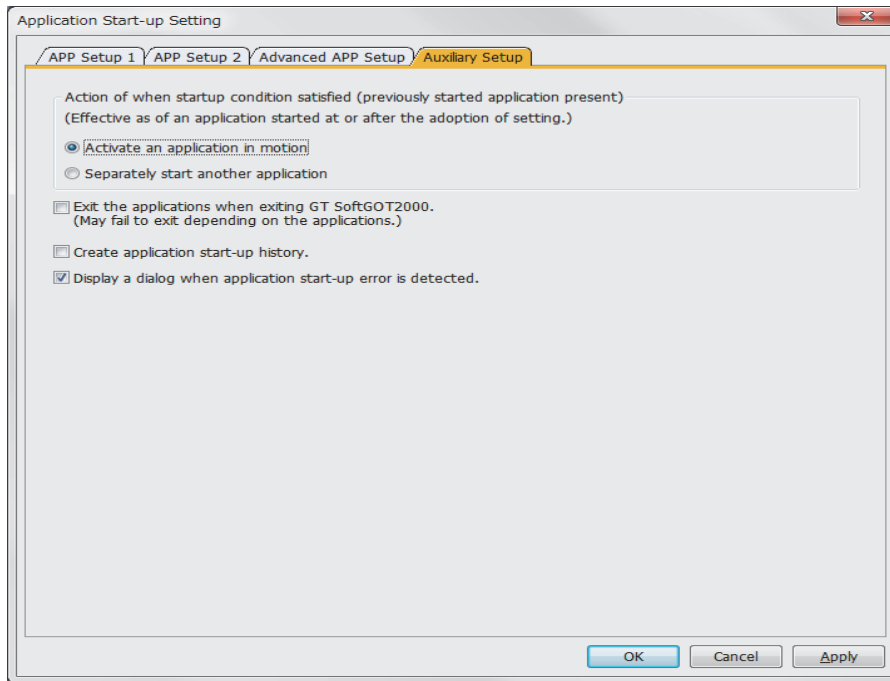 Application Start-up Setting
APP Setup 1 APP Setup 2 Advanced APP Setup Auxiliary Setup
Action of when startup condition satisfied (previously started application present)
(Effective as of an application started at or after the adoption of setting.)
Activate an application in motion
Separately start another application
Exit the applications when exiting GT SoftGOT2000.
(May fail to exit depending on the applications.)
Create application start-up history.
Display a dialog when application start-up error is detected.
OK Cancel Apply